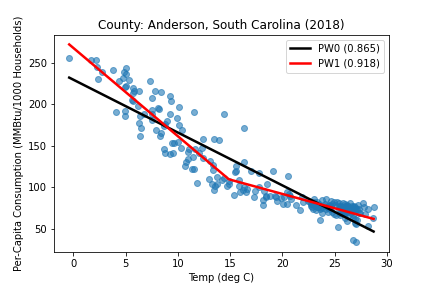 County: Anderson, South Carolina (2018)
PW0 (0.865)
PW1 (0.918)
Per-Capita Consumption (MMBtu/1000 Households)
250
200
150
100
50
0 5 10 15 20 25 30
Temp (deg C)